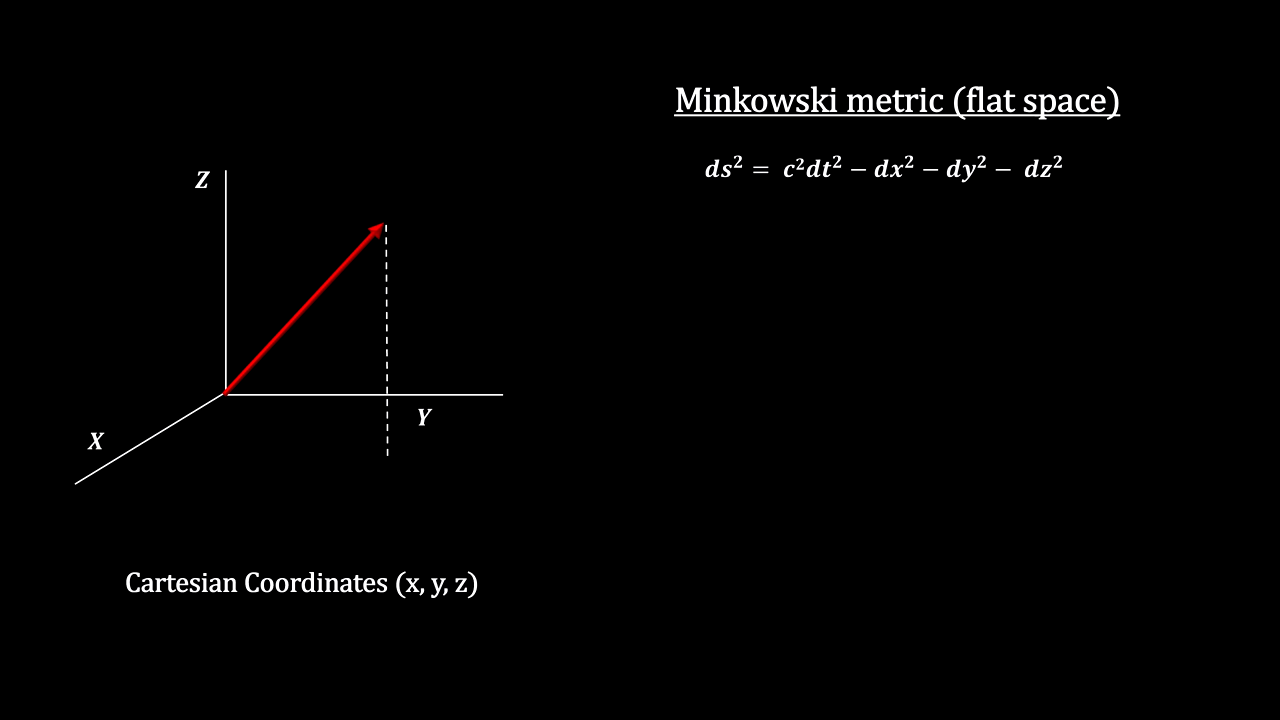 Minkowski metric (flat space)
ds² = c²dt² − dx² − dy² − dz²
Z
Y
X
Cartesian Coordinates (x, y, z)